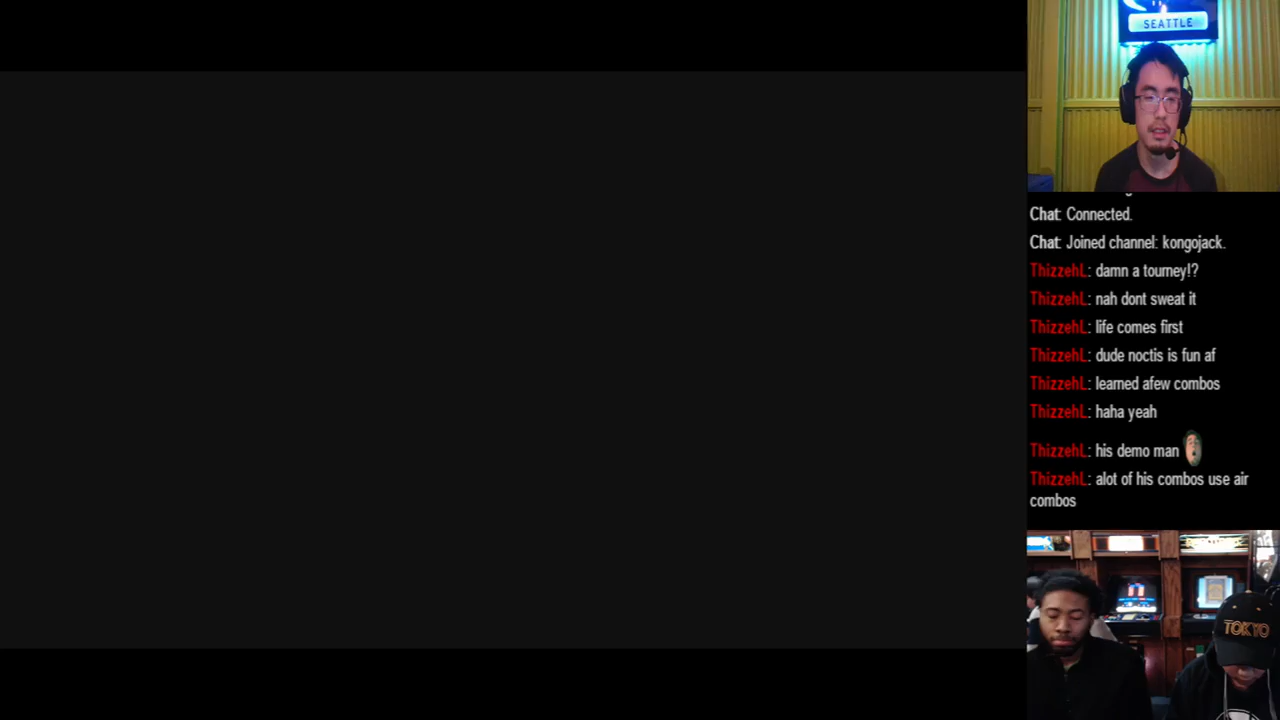 SEATTLE
Chat: Connected.
Chat: Joined channel: kongojack.
ThizzehL: damn a tourney!?
ThizzehL: nah dont sweat it
ThizzehL: life comes first
ThizzehL: dude noctis is fun af
ThizzehL: learned afew combos
ThizzehL: haha yeah
ThizzehL: his demo man
ThizzehL: alot of his combos use air
combos
TOKYO